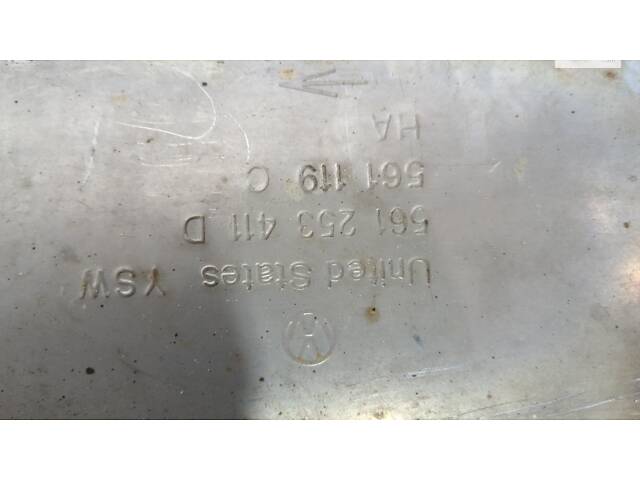 United States YSW
561 253 411 D
561 119 C
HA